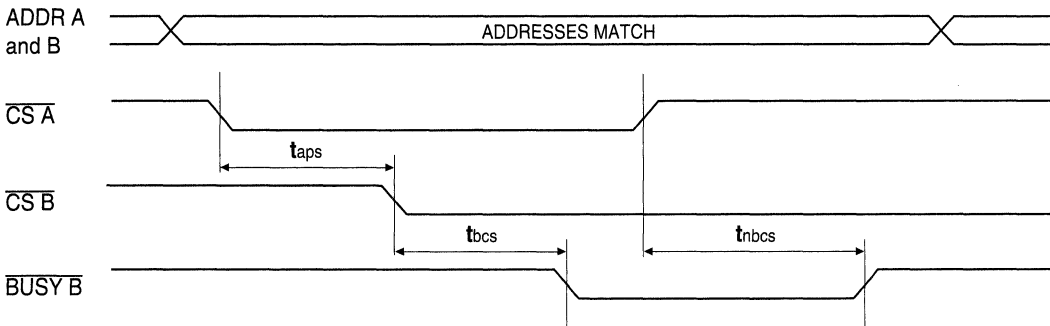 ADDR A
and B
ADDRESSES MATCH
CS A
taps
CS B
tbcs
tnbcs
BUSY B